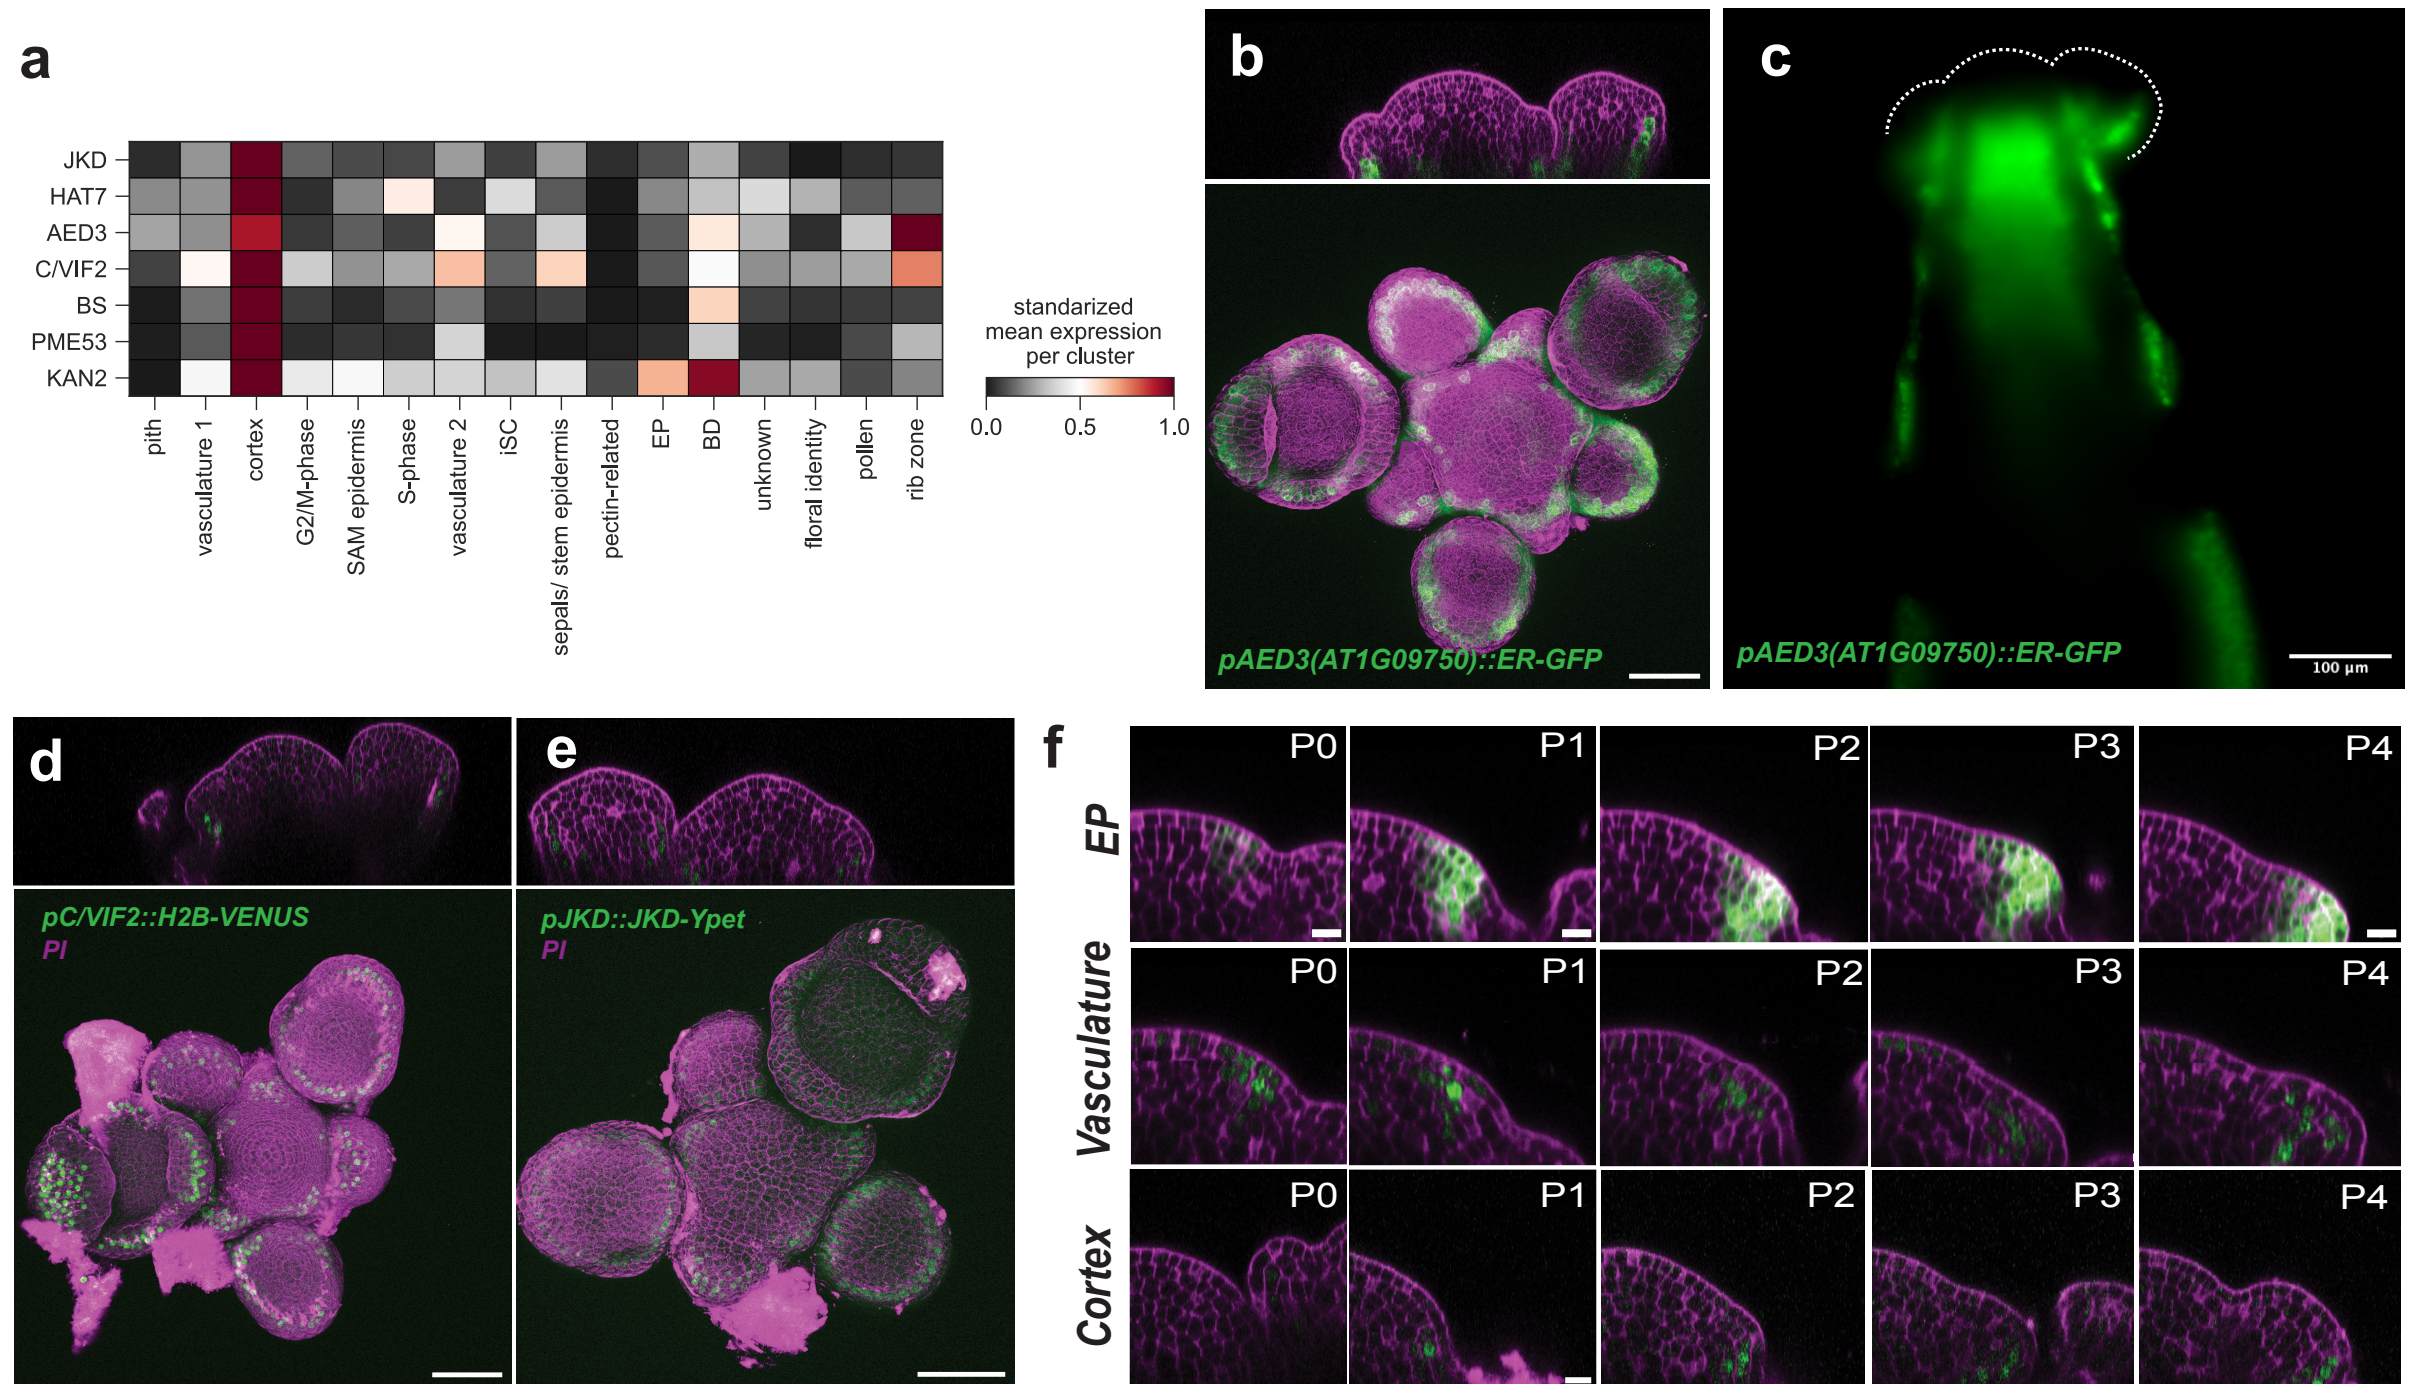 a
JKD
HAT7
AED3
C/VIF2
BS
PME53
KAN2
pith
vasculature 1
cortex
G2/M-phase
SAM epidermis
S-phase
vasculature 2
iSC
sepals/ stem epidermis
pectin-related
EP
BD
unknown
floral identity
pollen
rib zone
standarized
mean expression
per cluster
0.0 0.5 1.0
b
pAED3(AT1G09750)::ER-GFP
c
pAED3(AT1G09750)::ER-GFP
100 µm
d
pC/VIF2::H2B-VENUS
PI
e
pJKD::JKD-Ypet
PI
f
EP
P0 P1 P2 P3 P4
Vasculature
P0 P1 P2 P3 P4
Cortex
P0 P1 P2 P3 P4